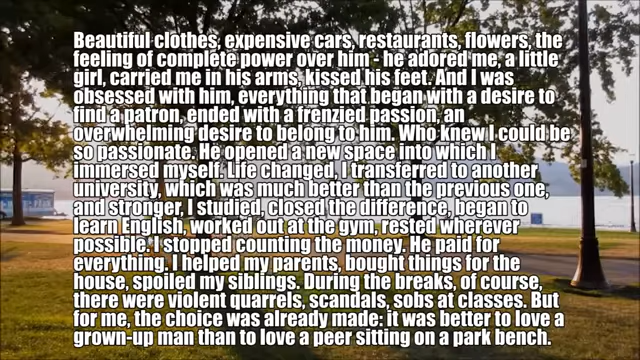 Beautiful clothes, expensive cars, restaurants, flowers, the
feeling of complete power over him - he adored me, a little
girl, carried me in his arms, kissed his feet. And I was
obsessed with him, everything that began with a desire to
find a patron, ended with a frenzied passion, an
overwhelming desire to belong to him. Who knew I could be
so passionate. He opened a new space into which I
immersed myself. Life changed, I transferred to another
university, which was much better than the previous one,
and stronger, I studied, closed the difference, began to
learn English, worked out at the gym, rested wherever
possible. I stopped counting the money. He paid for
everything. I helped my parents, bought things for the
house, spoiled my siblings. During the breaks, of course,
there were violent quarrels, scandals, sobs at classes. But
for me, the choice was already made: it was better to love a
grown-up man than to love a peer sitting on a park bench.